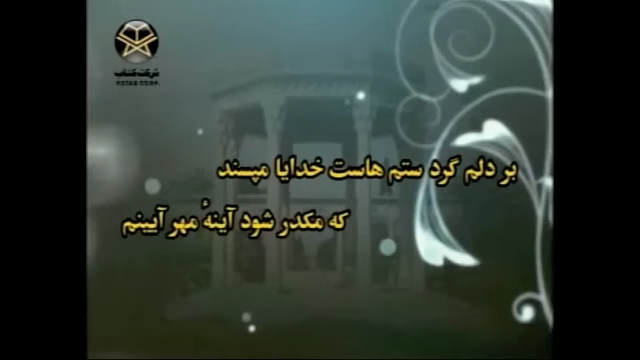 شرکت کتاب
KETAB CORP.
بر دلم گرد ستم هاست خدایا مپسند
که مکدر شود آینهٔ مهر آیینم